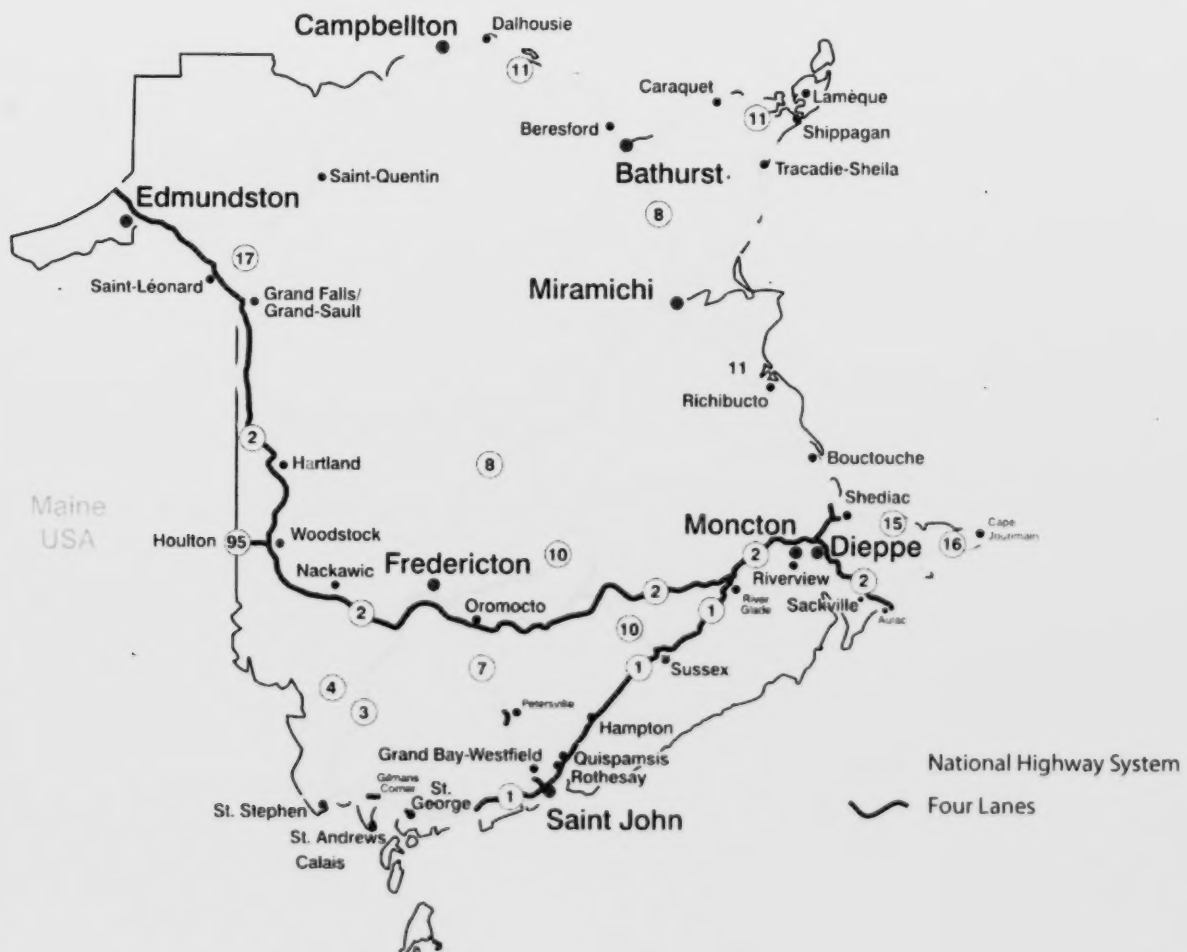 Campbellton
Dalhousie
11
Caraquet
Lamèque
11
Shippagan
Beresford
Bathurst
Tracadie-Sheila
Saint-Quentin
Edmundston
8
17
Saint-Léonard
Grand Falls/
Grand-Sault
Miramichi
11
Richibucto
2
Hartland
8
Bouctouche
Maine
USA
Shediac
15
Cape
Jourimain
16
Houlton
95
Woodstock
Moncton
Dieppe
2
10
Fredericton
Nackawic
Riverview
2
2
2
River
Glade
Sackville
Aulac
Oromocto
1
10
7
1
Sussex
4
3
Petersville
Hampton
Grand Bay-Westfield
Quispamsis
Rothesay
National Highway System
Four Lanes
Gilmans
Corner
St.
George
1
St. Stephen
Saint John
St. Andrews
Calais